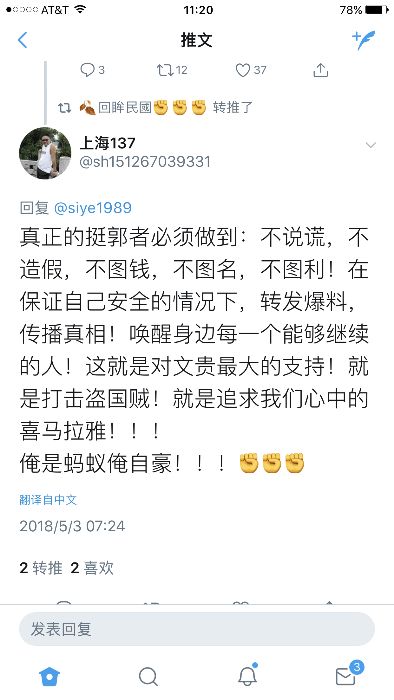 AT&T 11:20 78%
推文
3 12 37
回眸民國✊✊✊ 转推了
上海137
@sh151267039331
回复 @siye1989
真正的挺郭者必须做到：不说谎，不
造假，不图钱，不图名，不图利！在
保证自己安全的情况下，转发爆料，
传播真相！唤醒身边每一个能够继续
的人！这就是对文贵最大的支持！就
是打击盗国贼！就是追求我们心中的
喜马拉雅！！！
俺是蚂蚁俺自豪！！！✊✊✊
翻译自中文
2018/5/3 07:24
2 转推 2 喜欢
发表回复
3